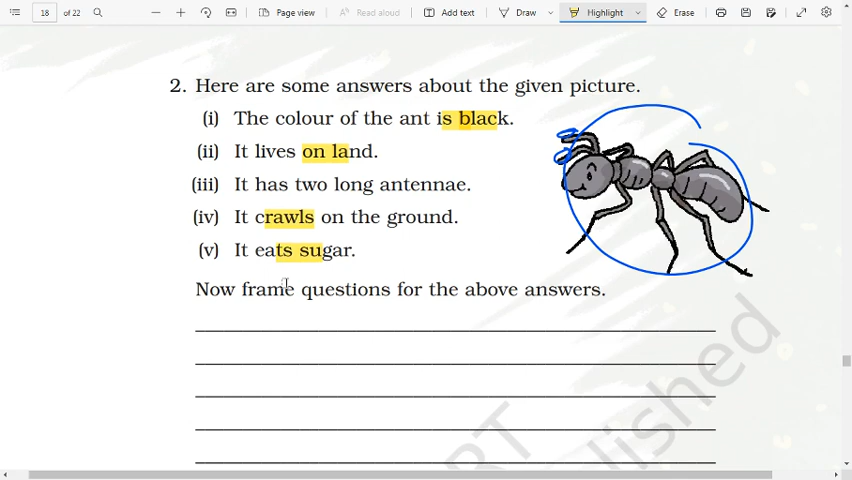 18 of 22
Page view
Read aloud
Add text
Draw
Highlight
Erase
2. Here are some answers about the given picture.
(i) The colour of the ant is black.
(ii) It lives on land.
(iii) It has two long antennae.
(iv) It crawls on the ground.
(v) It eats sugar.
Now frame questions for the above answers.